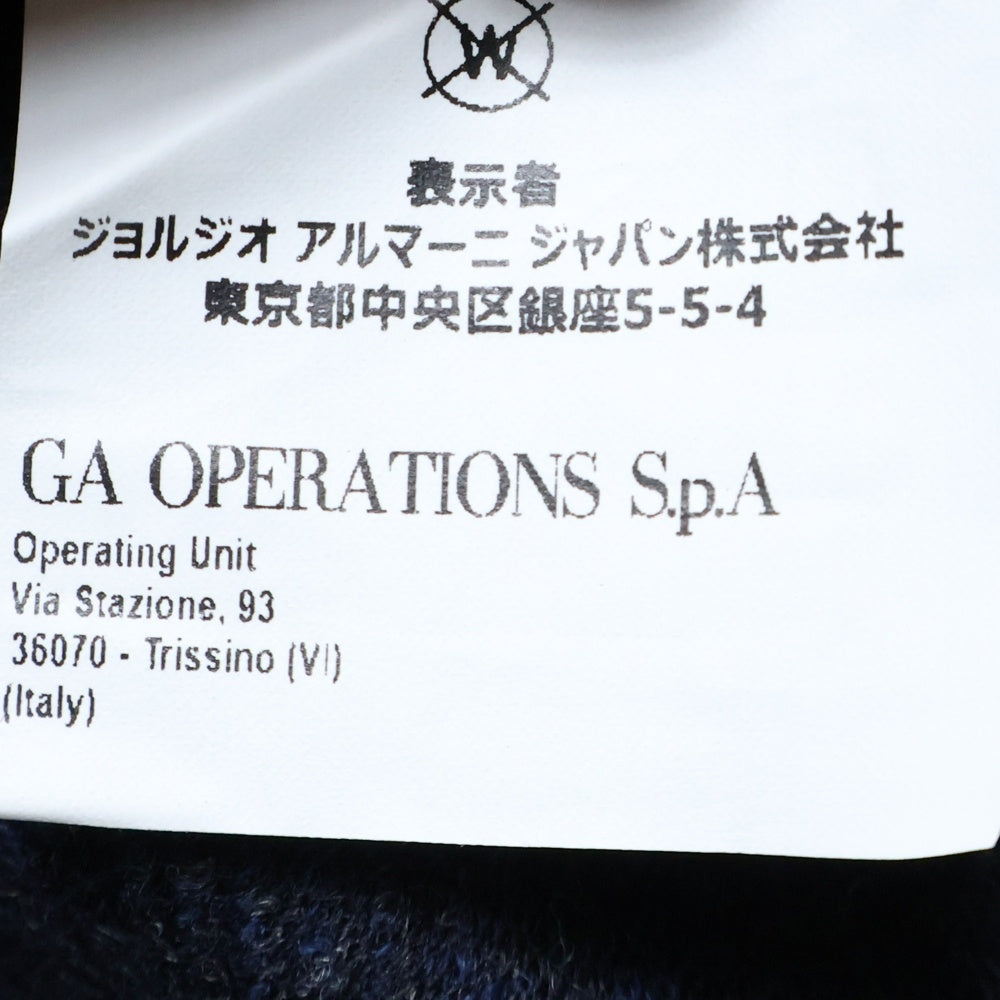 W
表示者
ジョルジオ アルマーニ ジャパン株式会社
東京都中央区銀座5-5-4
GA OPERATIONS S.p.A
Operating Unit
Via Stazione, 93
36070 - Trissino (VI)
(Italy)